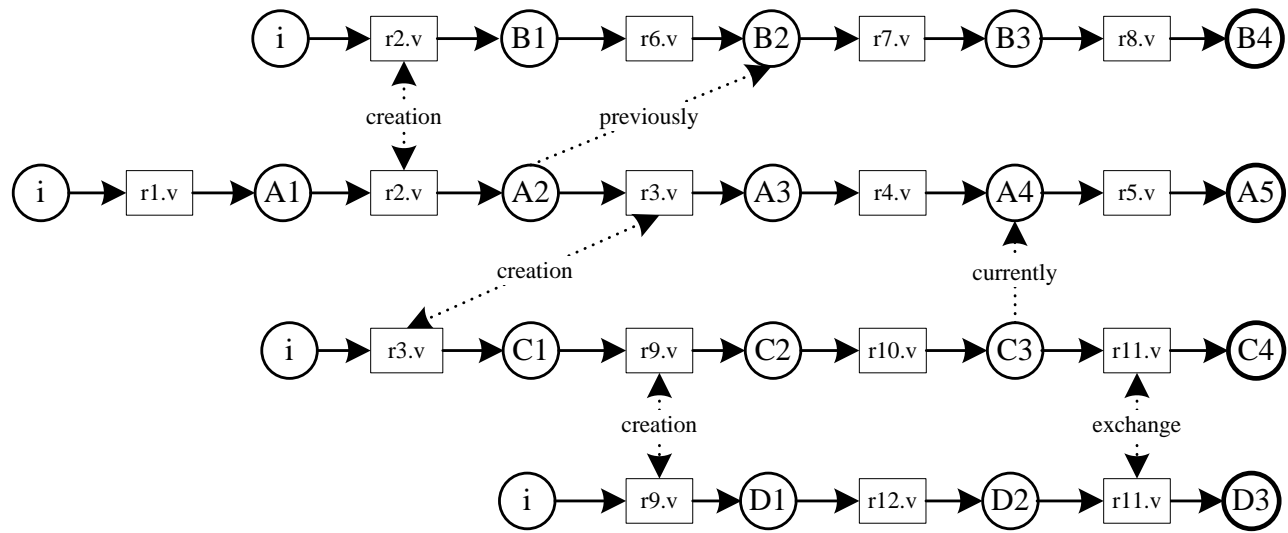 i r2.v B1 r6.v B2 r7.v B3 r8.v B4
creation previously
i r1.v A1 r2.v A2 r3.v A3 r4.v A4 r5.v A5
creation currently
i r3.v C1 r9.v C2 r10.v C3 r11.v C4
creation exchange
i r9.v D1 r12.v D2 r11.v D3